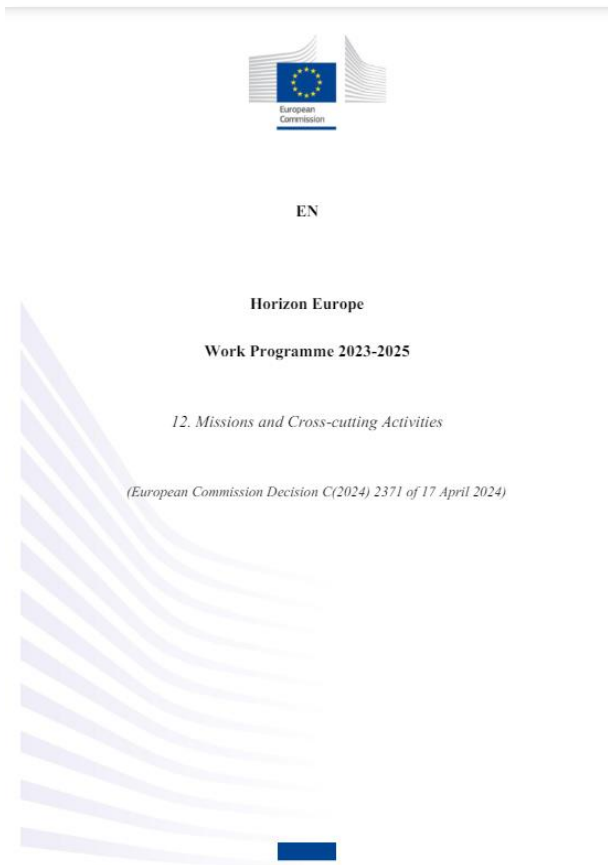 European
Commission
EN
Horizon Europe
Work Programme 2023-2025
12. Missions and Cross-cutting Activities
(European Commission Decision C(2024) 2371 of 17 April 2024)